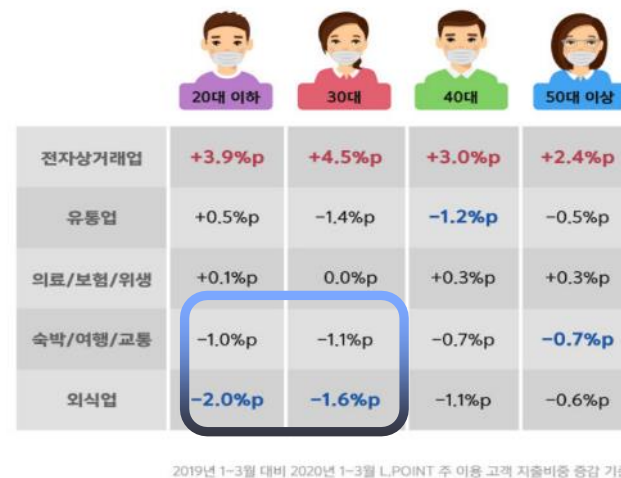 20대 이하 30대 40대 50대 이상
전자상거래업 +3.9%p +4.5%p +3.0%p +2.4%p
유통업 +0.5%p -1.4%p -1.2%p -0.5%p
의료/보험/위생 +0.1%p 0.0%p +0.3%p +0.3%p
숙박/여행/교통 -1.0%p -1.1%p -0.7%p -0.7%p
외식업 -2.0%p -1.6%p -1.1%p -0.6%p
2019년 1-3월 대비 2020년 1-3월 L.POINT 주 이용 고객 지출비중 증감